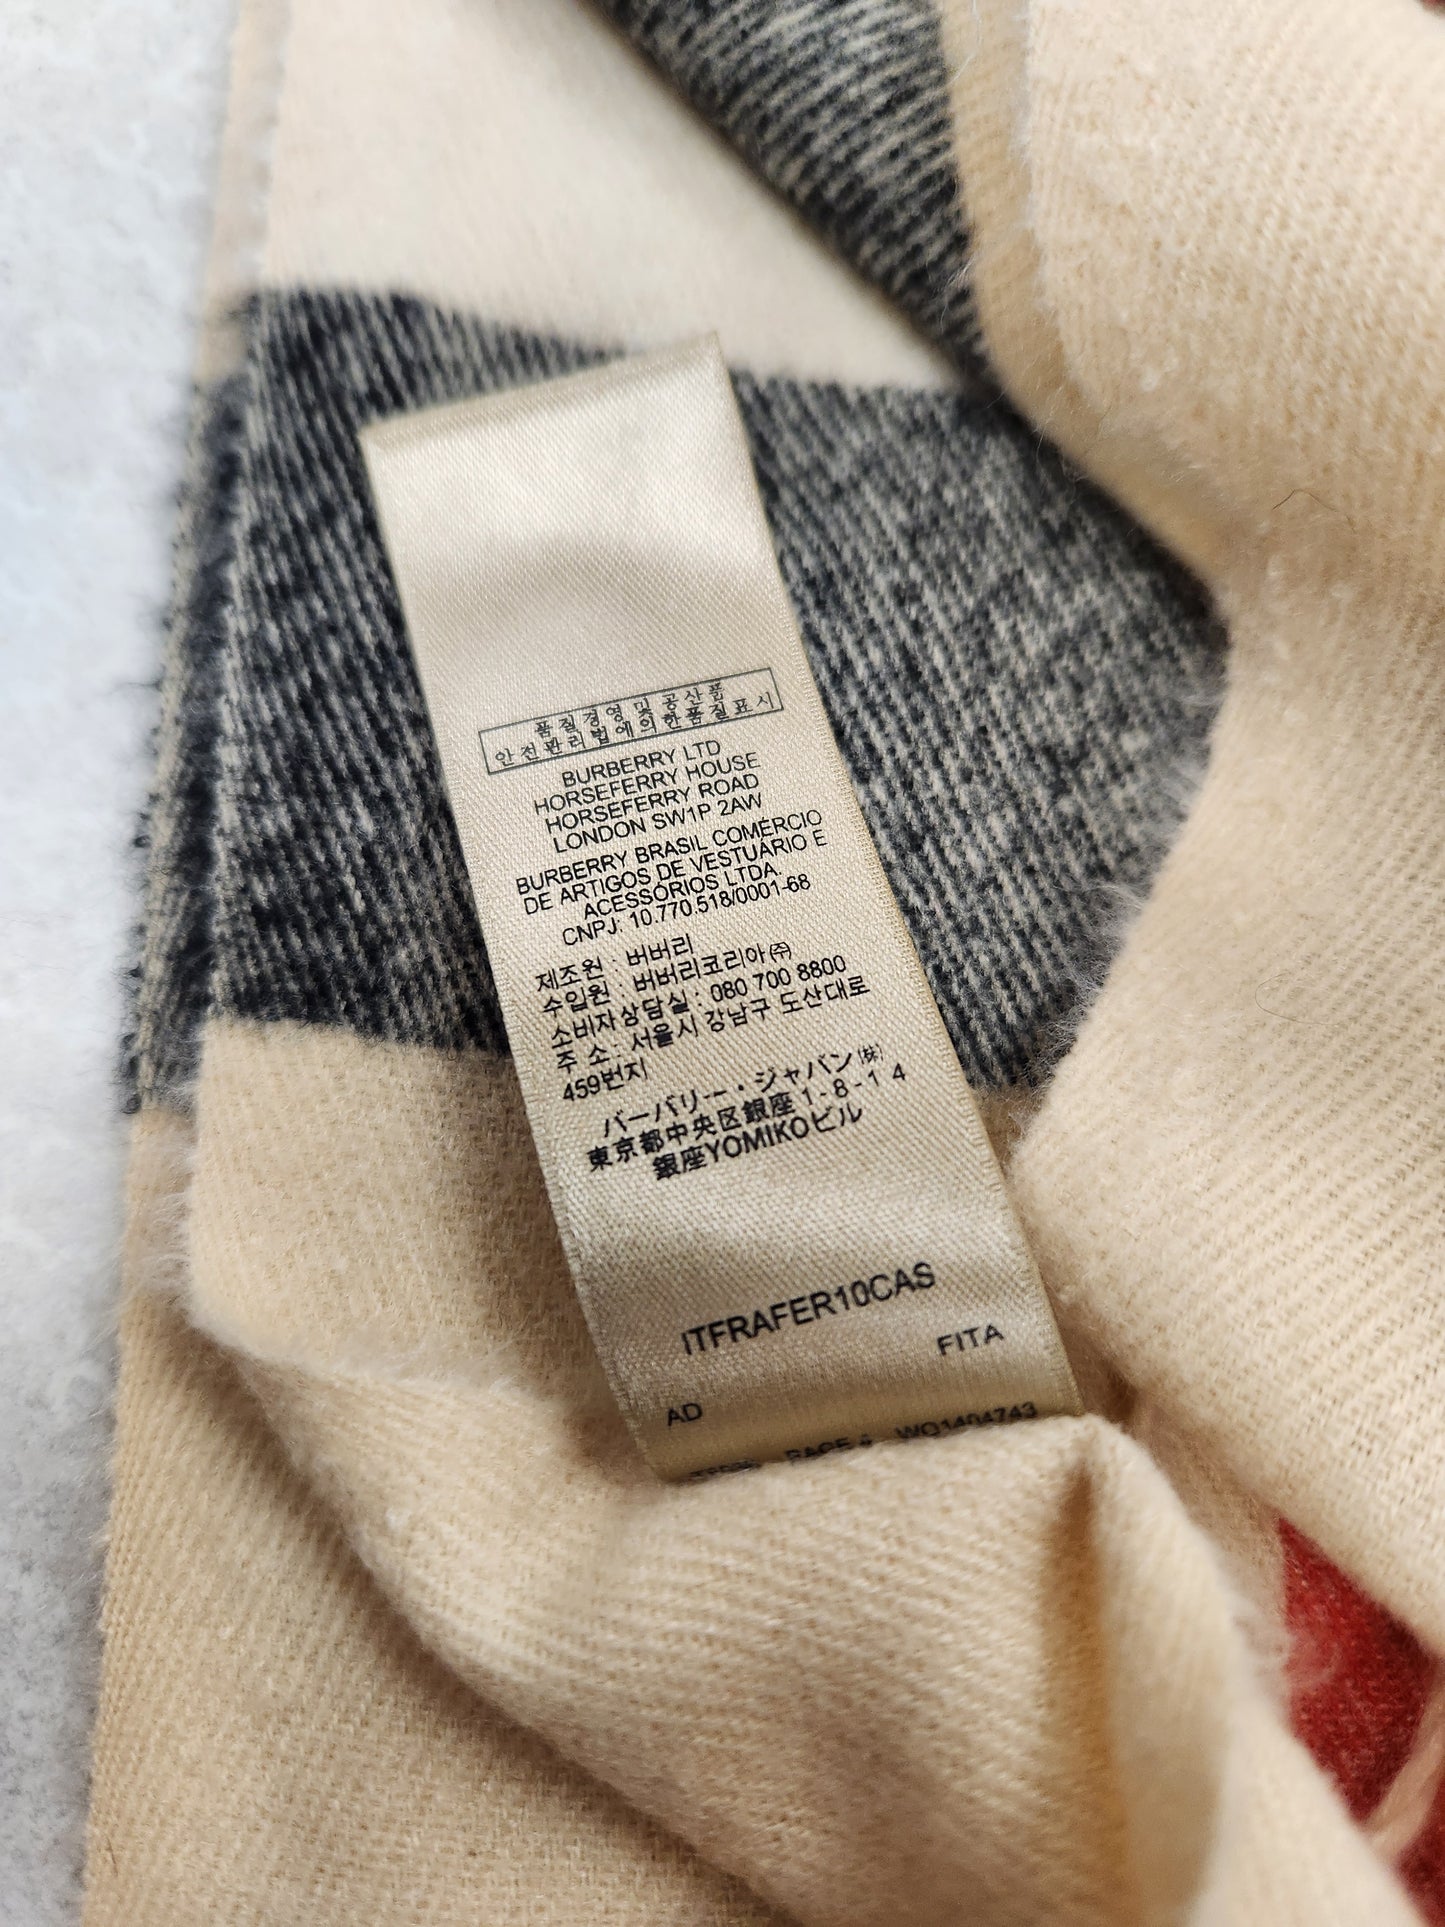 품질경영 및 공산품
안전관리법에의한품질표시
BURBERRY LTD
HORSEFERRY HOUSE
HORSEFERRY ROAD
LONDON SW1P 2AW
BURBERRY BRASIL COMÉRCIO
DE ARTIGOS DE VESTUÁRIO E
ACESSÓRIOS LTDA.
CNPJ: 10.770.518/0001-68
제조원 : 버버리
수입원 : 버버리코리아㈜
소비자상담실 : 080 700 8800
주 소 : 서울시 강남구 도산대로
459번지
バーバリー・ジャパン㈱
東京都中央区銀座1-8-14
銀座YOMIKOビル
ITFRAFER10CAS
FITA
AD
WO1404743